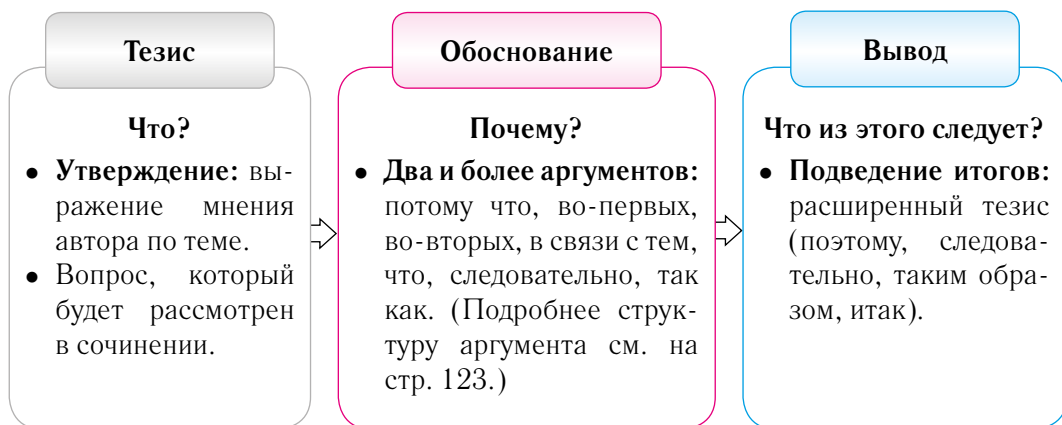 Тезис
Что?
• Утверждение: вы-
ражение мнения
автора по теме.
• Вопрос, который
будет рассмотрен
в сочинении.
Обоснование
Почему?
• Два и более аргументов:
потому что, во-первых,
во-вторых, в связи с тем,
что, следовательно, так
как. (Подробнее струк-
туру аргумента см. на
стр. 123.)
Вывод
Что из этого следует?
• Подведение итогов:
расширенный тезис
(поэтому, следова-
тельно, таким обра-
зом, итак).